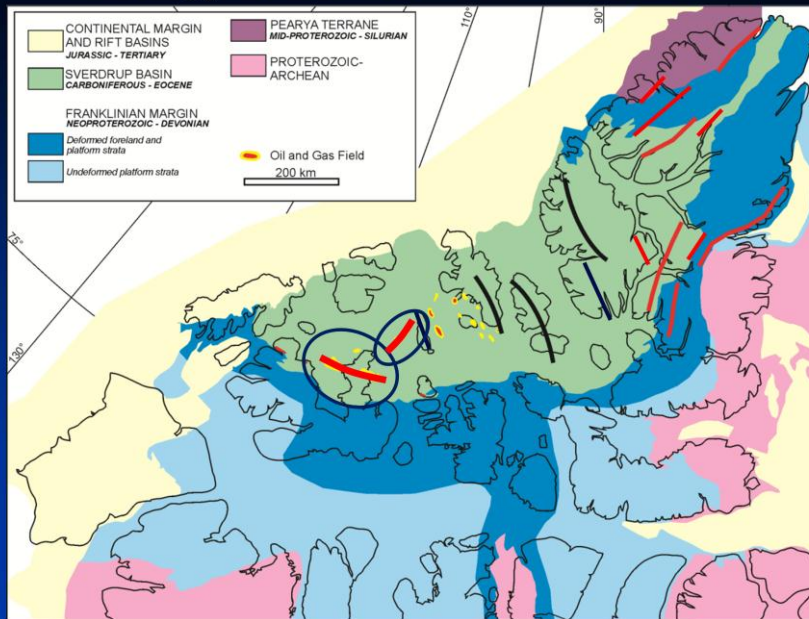 CONTINENTAL MARGIN
AND RIFT BASINS
JURASSIC - TERTIARY
SVERDRUP BASIN
CARBONIFEROUS - EOCENE
FRANKLINIAN MARGIN
NEOPROTEROZOIC - DEVONIAN
Deformed foreland and
platform strata
Undeformed platform strata
PEARYA TERRANE
MID-PROTEROZOIC - SILURIAN
PROTEROZOIC-
ARCHEAN
Oil and Gas Field
200 km
110°
90°
75°
130°